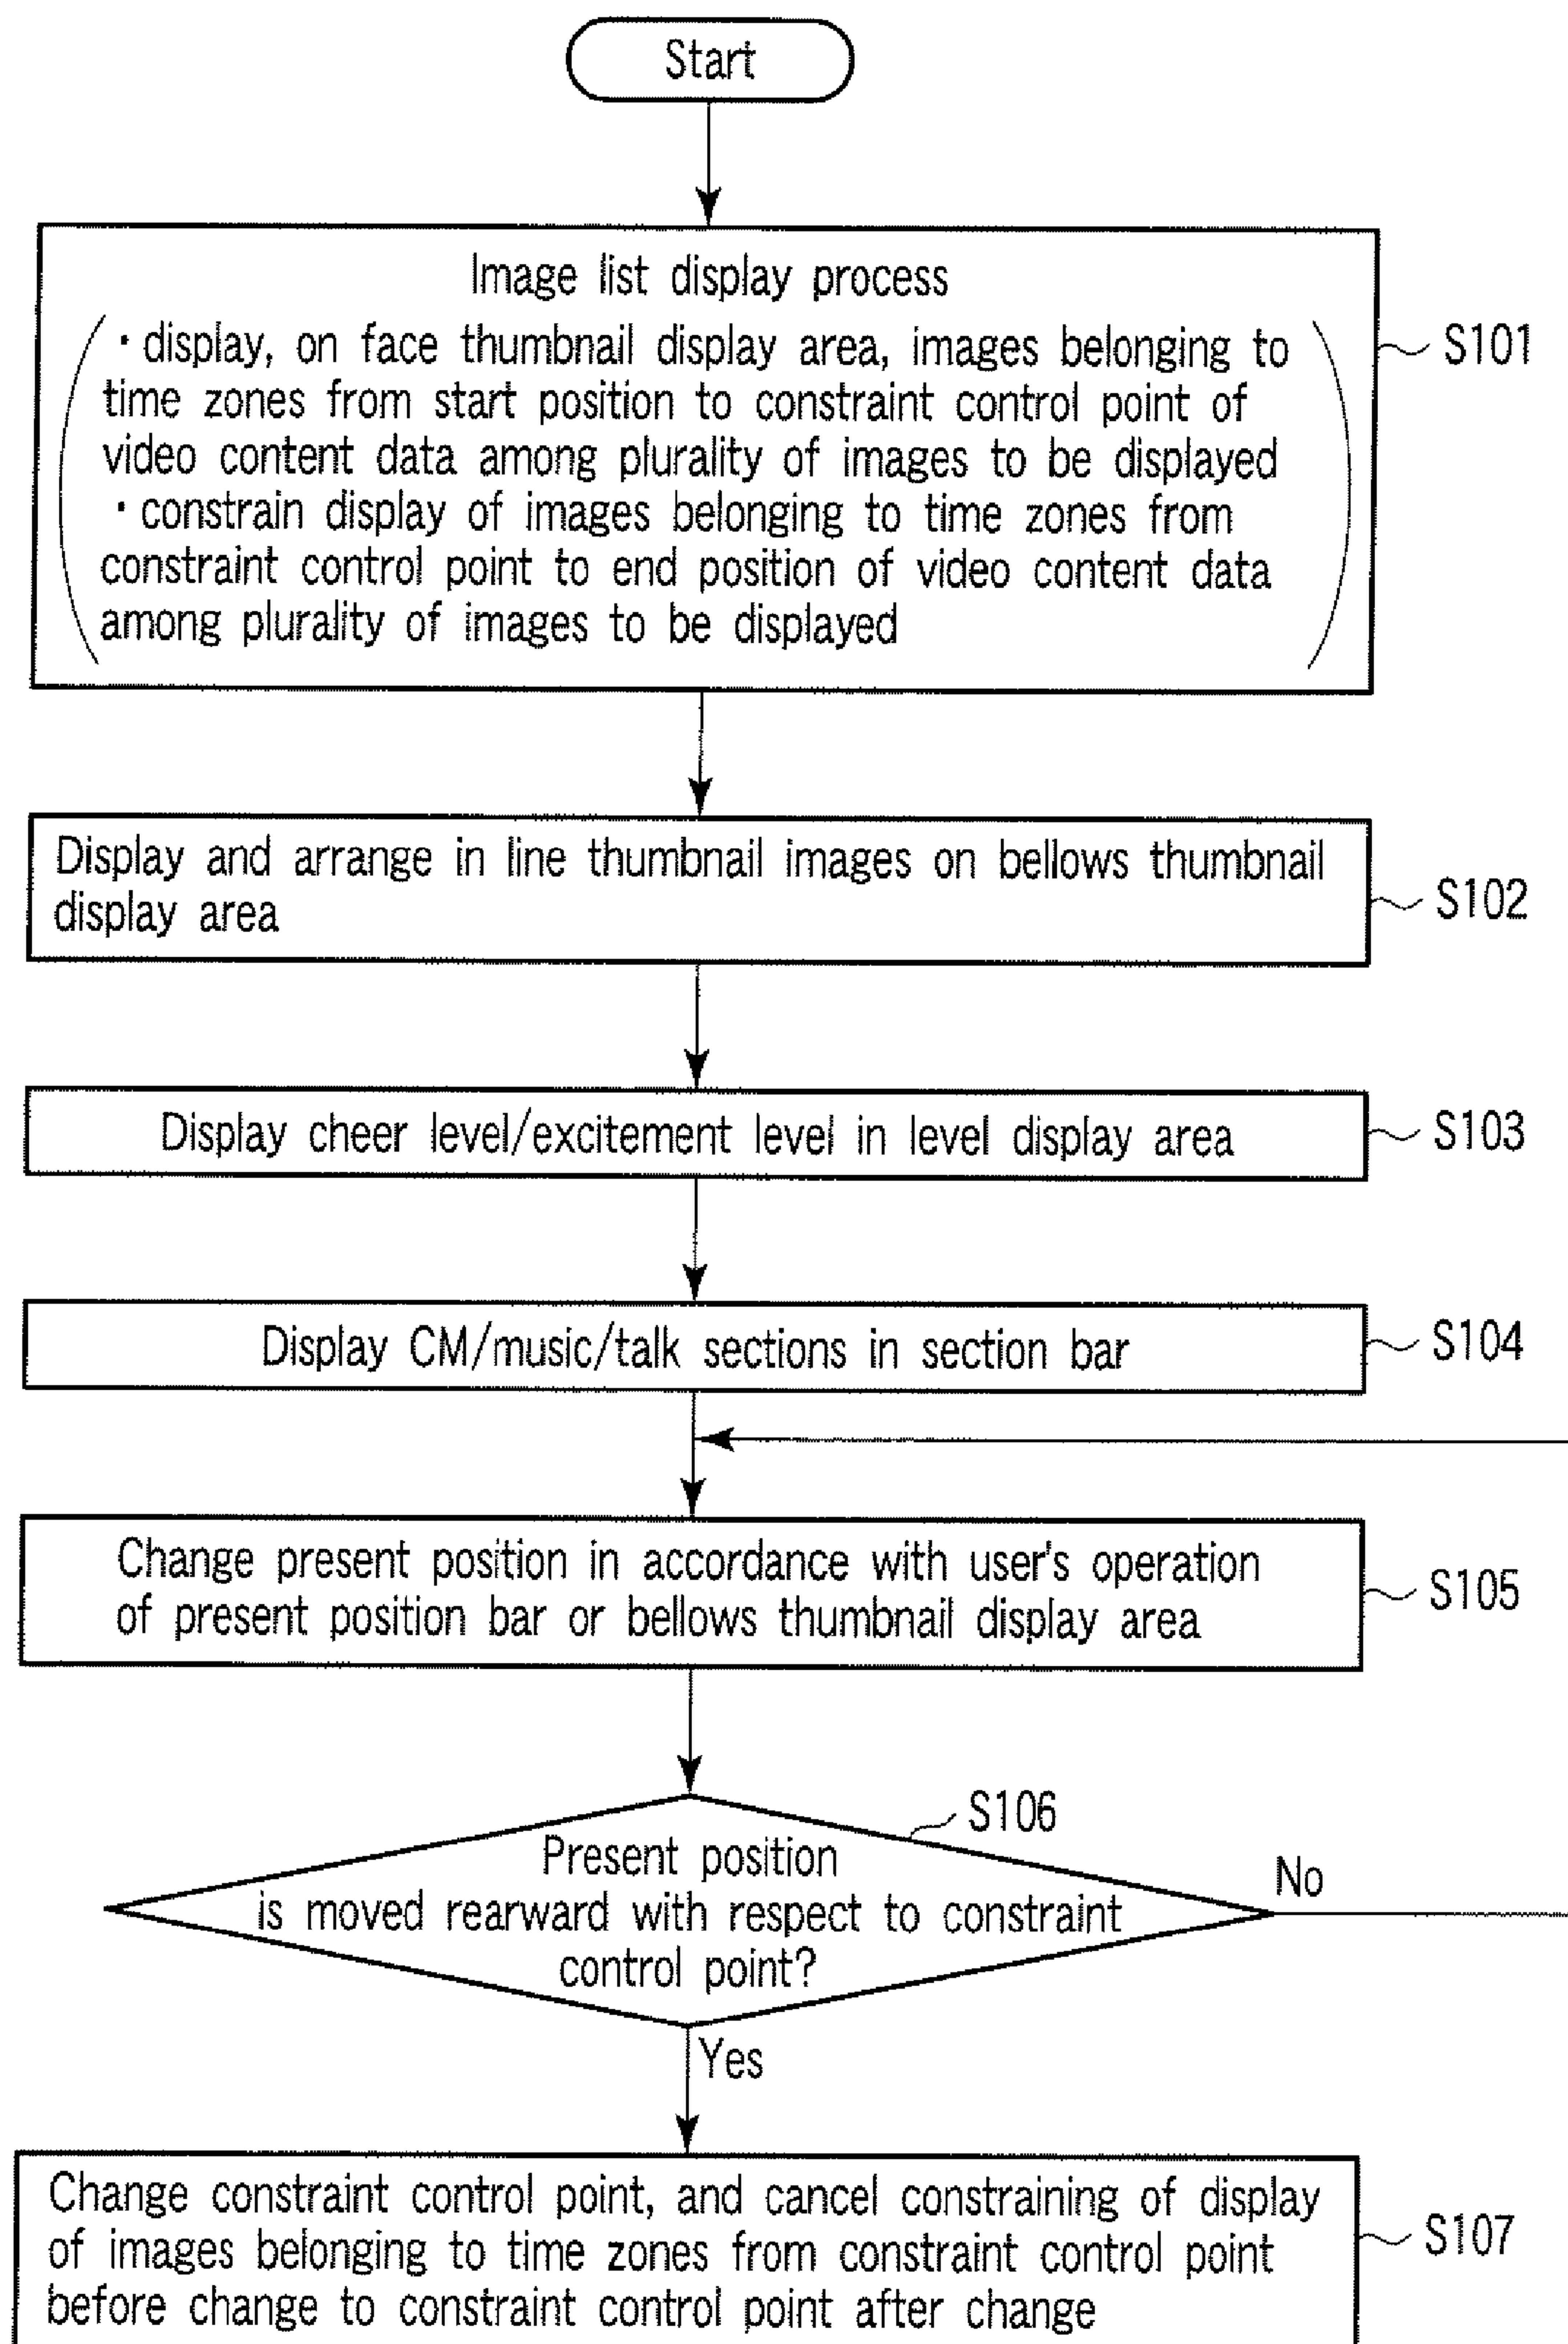 Start
Image list display process
· display, on face thumbnail display area, images belonging to
time zones from start position to constraint control point of
video content data among plurality of images to be displayed
· constrain display of images belonging to time zones from
constraint control point to end position of video content data
among plurality of images to be displayed
S101
Display and arrange in line thumbnail images on bellows thumbnail
display area
S102
Display cheer level/excitement level in level display area
S103
Display CM/music/talk sections in section bar
S104
Change present position in accordance with user's operation
of present position bar or bellows thumbnail display area
S105
S106
Present position
is moved rearward with respect to constraint
control point?
No
Yes
Change constraint control point, and cancel constraining of display
of images belonging to time zones from constraint control point
before change to constraint control point after change
S107